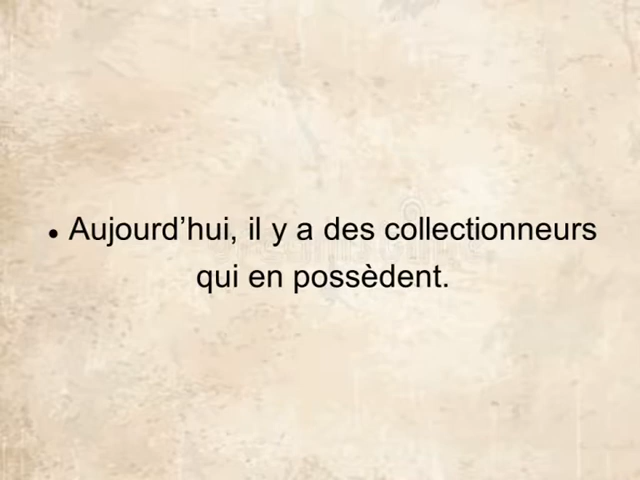 • Aujourd’hui, il y a des collectionneurs
qui en possèdent.